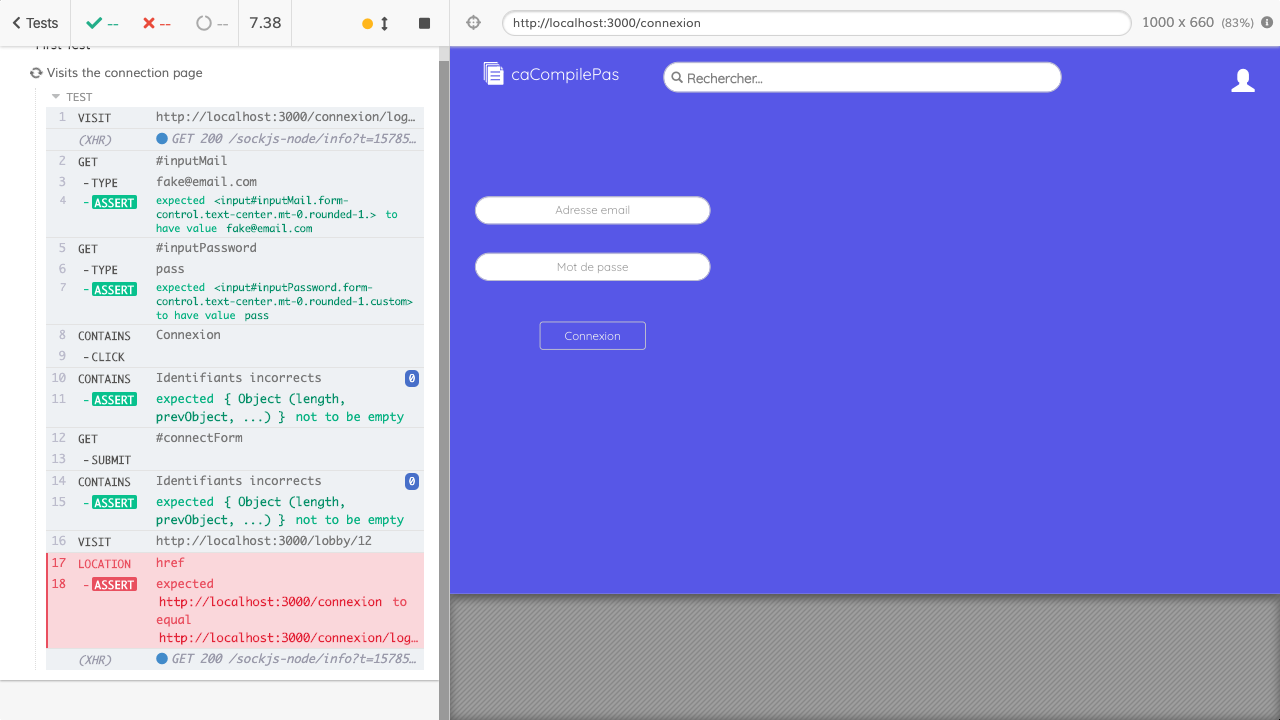 Tests
--
--
--
7.38
http://localhost:3000/connexion
1000 x 660 (83%)
First Test
Visits the connection page
TEST
1 VISIT http://localhost:3000/connexion/log…
(XHR) GET 200 /sockjs-node/info?t=15785…
2 GET #inputMail
3 -TYPE fake@email.com
4 -ASSERT expected <input#inputMail.form-
control.text-center.mt-0.rounded-1.> to
have value fake@email.com
5 GET #inputPassword
6 -TYPE pass
7 -ASSERT expected <input#inputPassword.form-
control.text-center.mt-0.rounded-1.custom>
to have value pass
8 CONTAINS Connexion
9 -CLICK
10 CONTAINS Identifiants incorrects 0
11 -ASSERT expected { Object (length,
prevObject, ...) } not to be empty
12 GET #connectForm
13 -SUBMIT
14 CONTAINS Identifiants incorrects 0
15 -ASSERT expected { Object (length,
prevObject, ...) } not to be empty
16 VISIT http://localhost:3000/lobby/12
17 LOCATION href
18 -ASSERT expected
http://localhost:3000/connexion to
equal
http://localhost:3000/connexion/log…
(XHR) GET 200 /sockjs-node/info?t=15785…
caCompilePas
Rechercher...
Adresse email
Mot de passe
Connexion